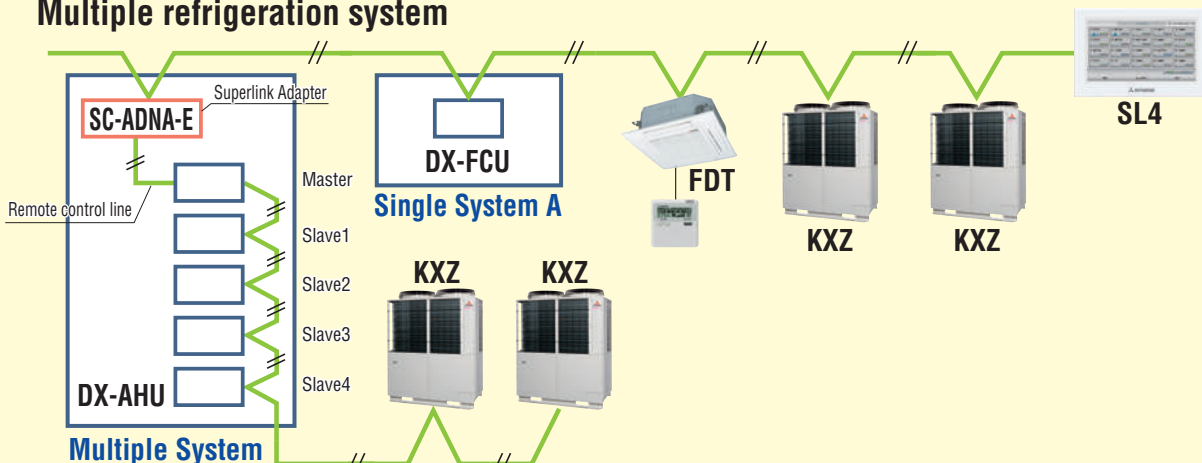 Multiple refrigeration system
SC-ADNA-E
Superlink Adapter
Remote control line
Master
Slave1
Slave2
Slave3
Slave4
DX-AHU
Multiple System
DX-FCU
Single System A
FDT
KXZ
KXZ
SL4
KXZ
KXZ